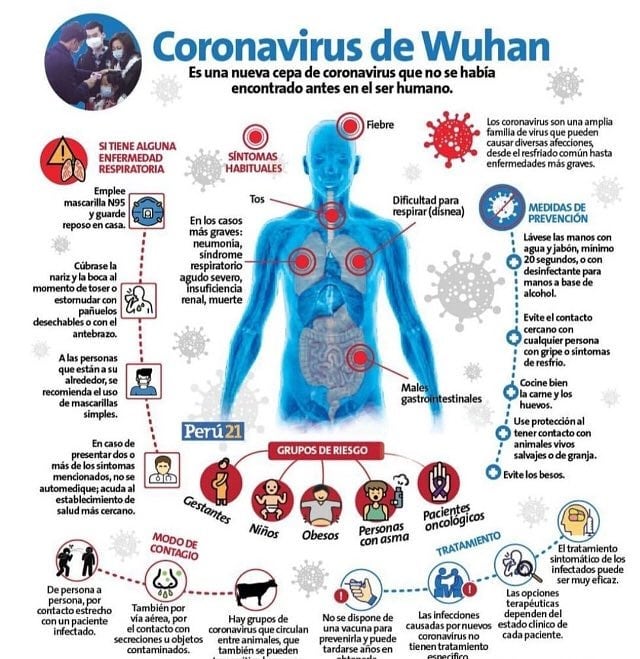 Coronavirus de Wuhan
Es una nueva cepa de coronavirus que no se había
encontrado antes en el ser humano.
SI TIENE ALGUNA
ENFERMEDAD
RESPIRATORIA
Emplee
mascarilla N95
y guarde
reposo en casa.
Cúbrase la
nariz y la boca al
momento de toser o
estornudar con
pañuelos
desechables o con el
antebrazo.
A las personas
que están a su
alrededor, se
recomienda el uso
de mascarillas
simples.
En caso de
presentar dos o
más de los síntomas
mencionados, no se
automedique; acuda al
establecimiento de
salud más cercano.
SÍNTOMAS
HABITUALES
Fiebre
Tos
Dificultad para
respirar (disnea)
En los casos
más graves:
neumonía,
síndrome
respiratorio
agudo severo,
insuficiencia
renal, muerte
Males
gastrointestinales
Los coronavirus son una amplia
familia de virus que pueden
causar diversas afecciones,
desde el resfriado común hasta
enfermedades más graves.
MEDIDAS DE
PREVENCIÓN
Lávese las manos con
agua y jabón, mínimo
20 segundos, o con
desinfectante para
manos a base de
alcohol.
Evite el contacto
cercano con
cualquier persona
con gripe o síntomas
de resfrío.
Cocine bien
la carne y los
huevos.
Use protección al
tener contacto con
animales vivos
salvajes o de granja.
Evite los besos.
Perú21
GRUPOS DE RIESGO
Gestantes
Niños
Obesos
Personas
con asma
Pacientes
oncológicos
MODO DE
CONTAGIO
De persona a
persona, por
contacto estrecho
con un paciente
infectado.
También por
vía aérea, por
el contacto con
secreciones u objetos
contaminados.
Hay grupos de
coronavirus que circulan
entre animales, que
también se pueden
TRATAMIENTO
No se dispone de
una vacuna para
prevenirla y puede
tardarse años en
Las infecciones
causadas por nuevos
coronavirus no
tienen tratamiento
específico
Las opciones
terapéuticas
dependen del
estado clínico de
cada paciente.
El tratamiento
sintomático de los
infectados puede
ser muy eficaz.